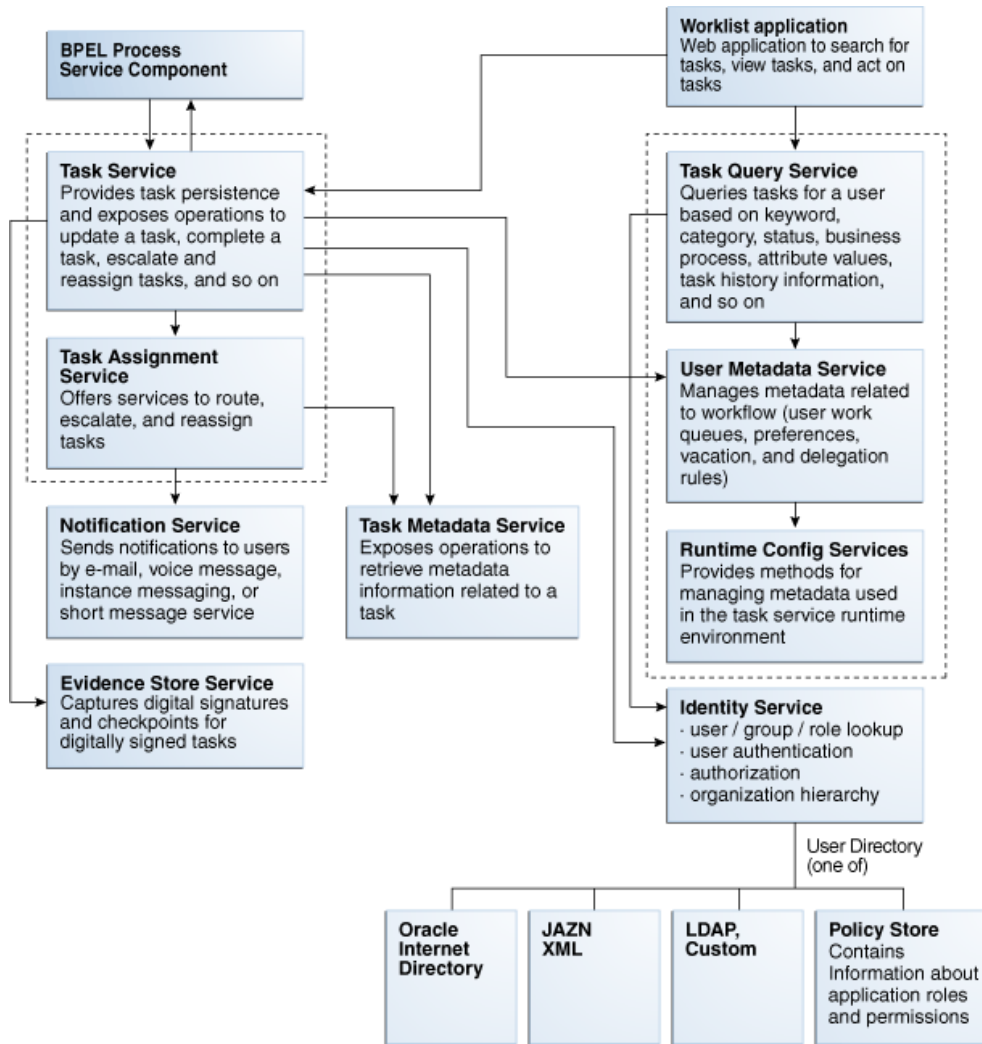 BPEL Process
Service Component
Worklist application
Web application to search for
tasks, view tasks, and act on
tasks
Task Service
Provides task persistence
and exposes operations to
update a task, complete a
task, escalate and
reassign tasks, and so on
Task Query Service
Queries tasks for a user
based on keyword,
category, status, business
process, attribute values,
task history information,
and so on
Task Assignment
Service
Offers services to route,
escalate, and reassign
tasks
User Metadata Service
Manages metadata related
to workflow (user work
queues, preferences,
vacation, and delegation
rules)
Notification Service
Sends notifications to users
by e-mail, voice message,
instance messaging, or
short message service
Task Metadata Service
Exposes operations to
retrieve metadata
information related to a
task
Runtime Config Services
Provides methods for
managing metadata used
in the task service runtime
environment
Evidence Store Service
Captures digital signatures
and checkpoints for
digitally signed tasks
Identity Service
· user / group / role lookup
· user authentication
· authorization
· organization hierarchy
User Directory
(one of)
Oracle
Internet
Directory
JAZN
XML
LDAP,
Custom
Policy Store
Contains
Information about
application roles
and permissions